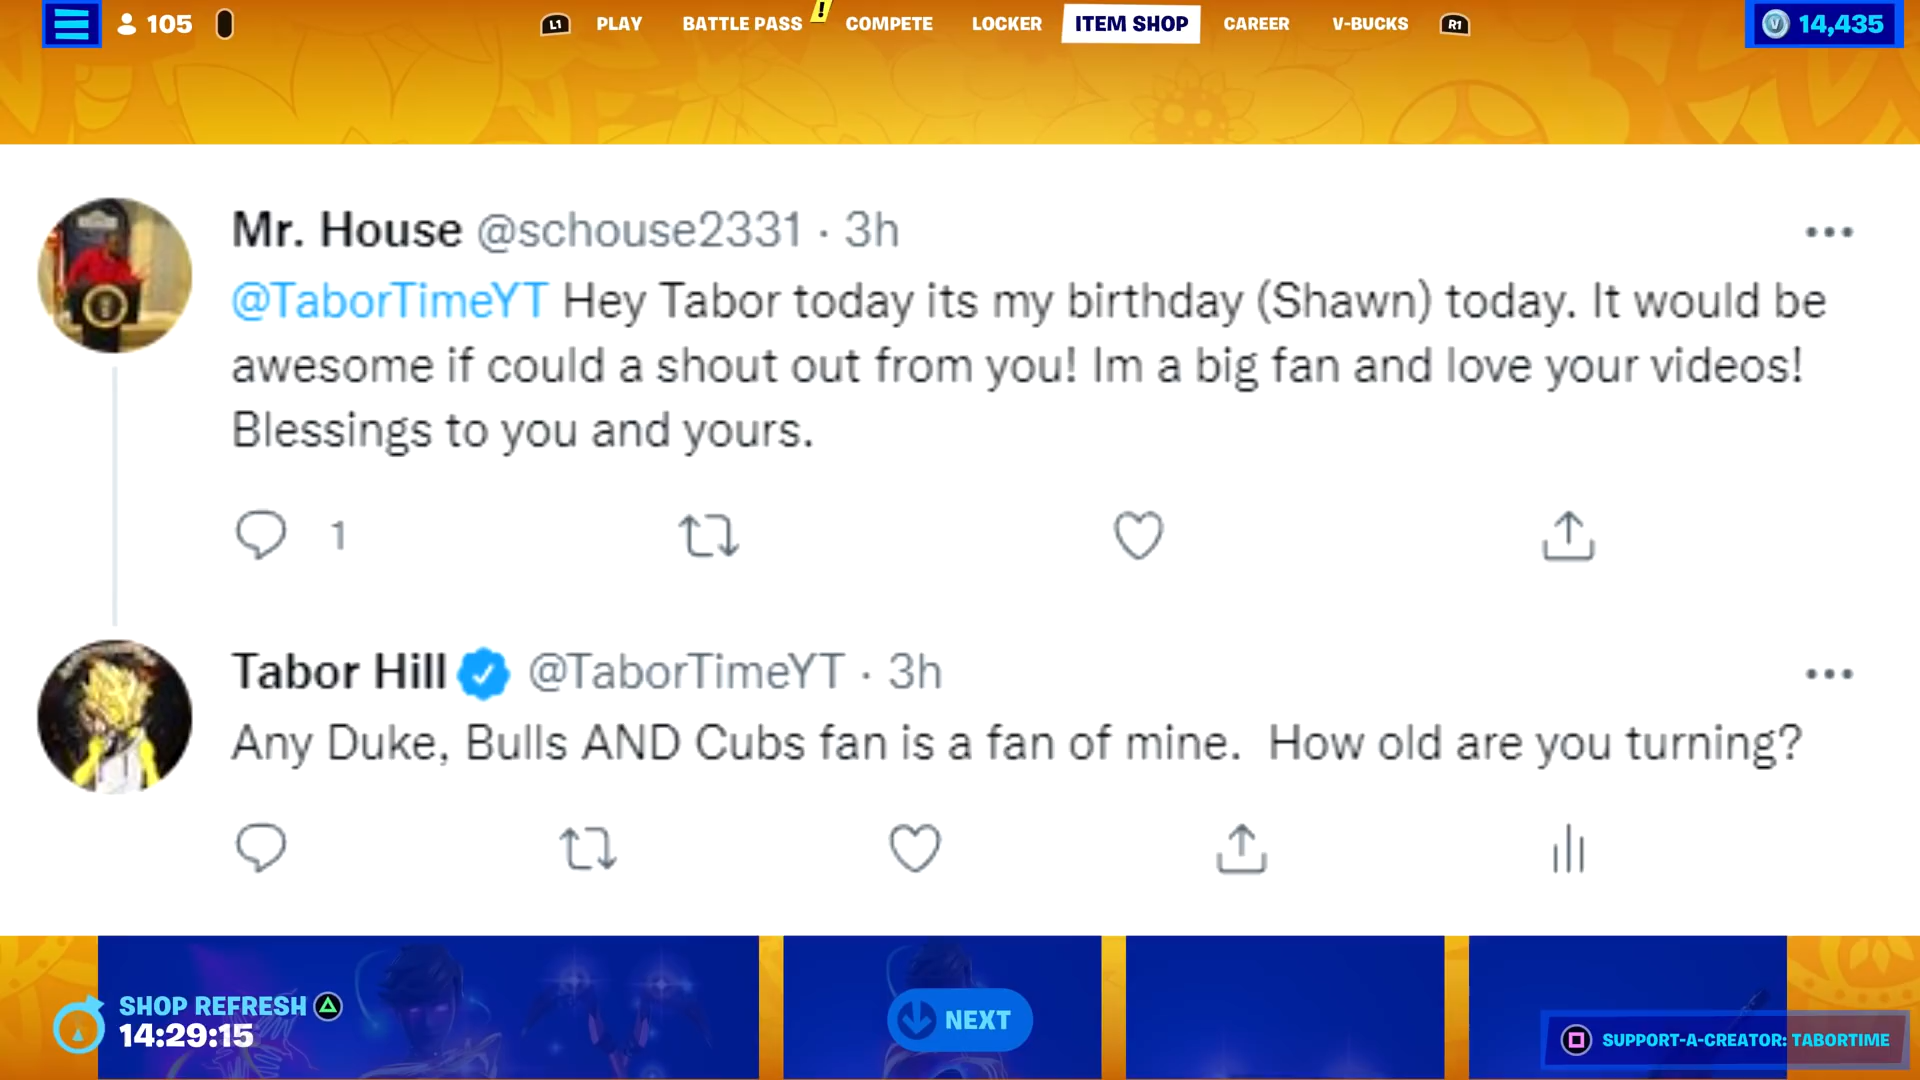 105 L1 PLAY BATTLE PASS ! COMPETE LOCKER ITEM SHOP CAREER V-BUCKS R1 14,435
Mr. House @schouse2331 · 3h
@TaborTimeYT Hey Tabor today its my birthday (Shawn) today. It would be
awesome if could a shout out from you! Im a big fan and love your videos!
Blessings to you and yours.
1
Tabor Hill @TaborTimeYT · 3h
Any Duke, Bulls AND Cubs fan is a fan of mine.  How old are you turning?
SHOP REFRESH
14:29:15
NEXT
SUPPORT-A-CREATOR: TABORTIME